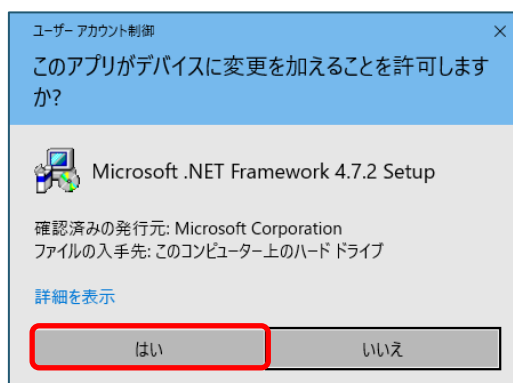 ユーザー アカウント制御
このアプリがデバイスに変更を加えることを許可します
か?
Microsoft .NET Framework 4.7.2 Setup
確認済みの発行元: Microsoft Corporation
ファイルの入手先: このコンピューター上のハード ドライブ
詳細を表示
はい
いいえ